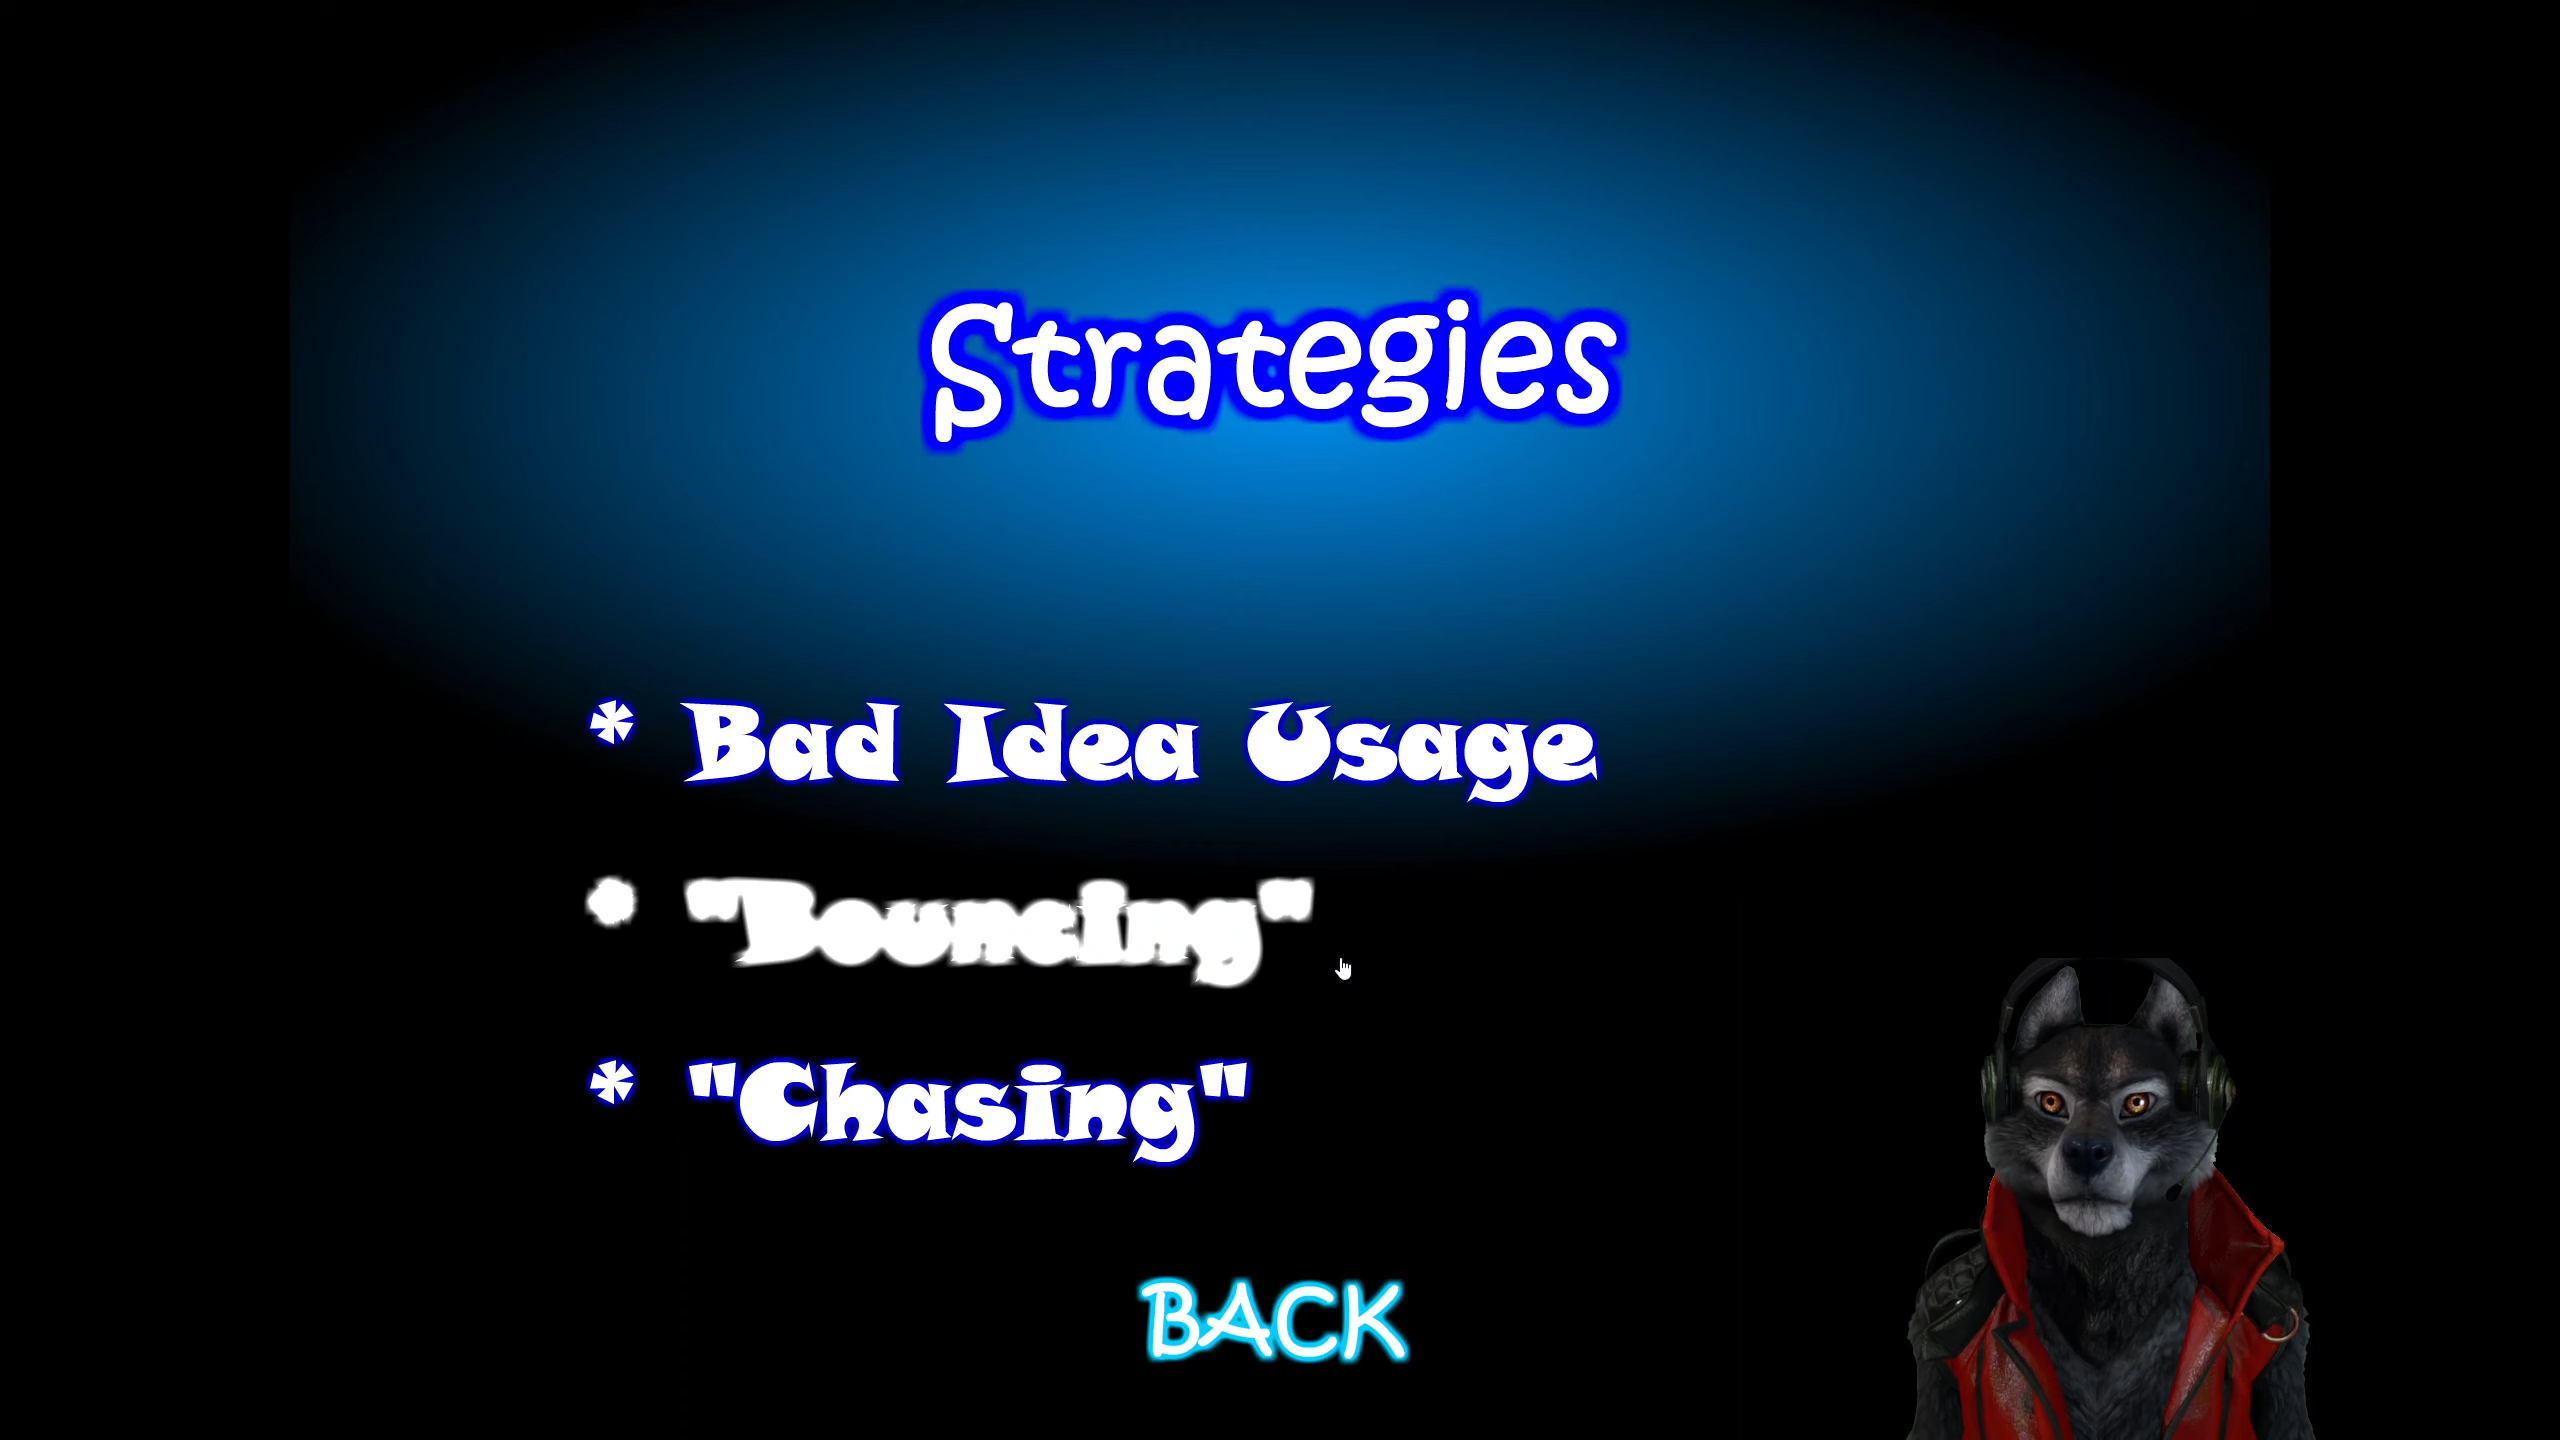 Strategies
* Bad Idea Usage
* "Bouncing"
* "Chasing"
BACK